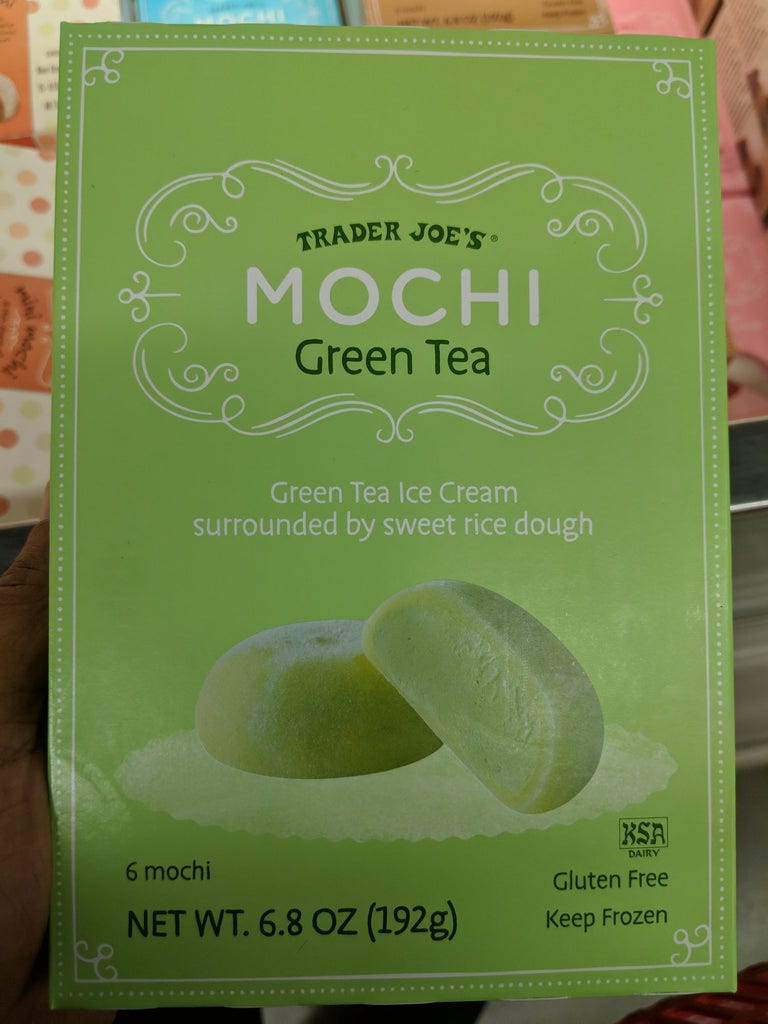 MOCHI
TRADER JOE'S®
MOCHI
Green Tea
Green Tea Ice Cream
surrounded by sweet rice dough
KSA
DAIRY
6 mochi
Gluten Free
NET WT. 6.8 OZ (192g)
Keep Frozen